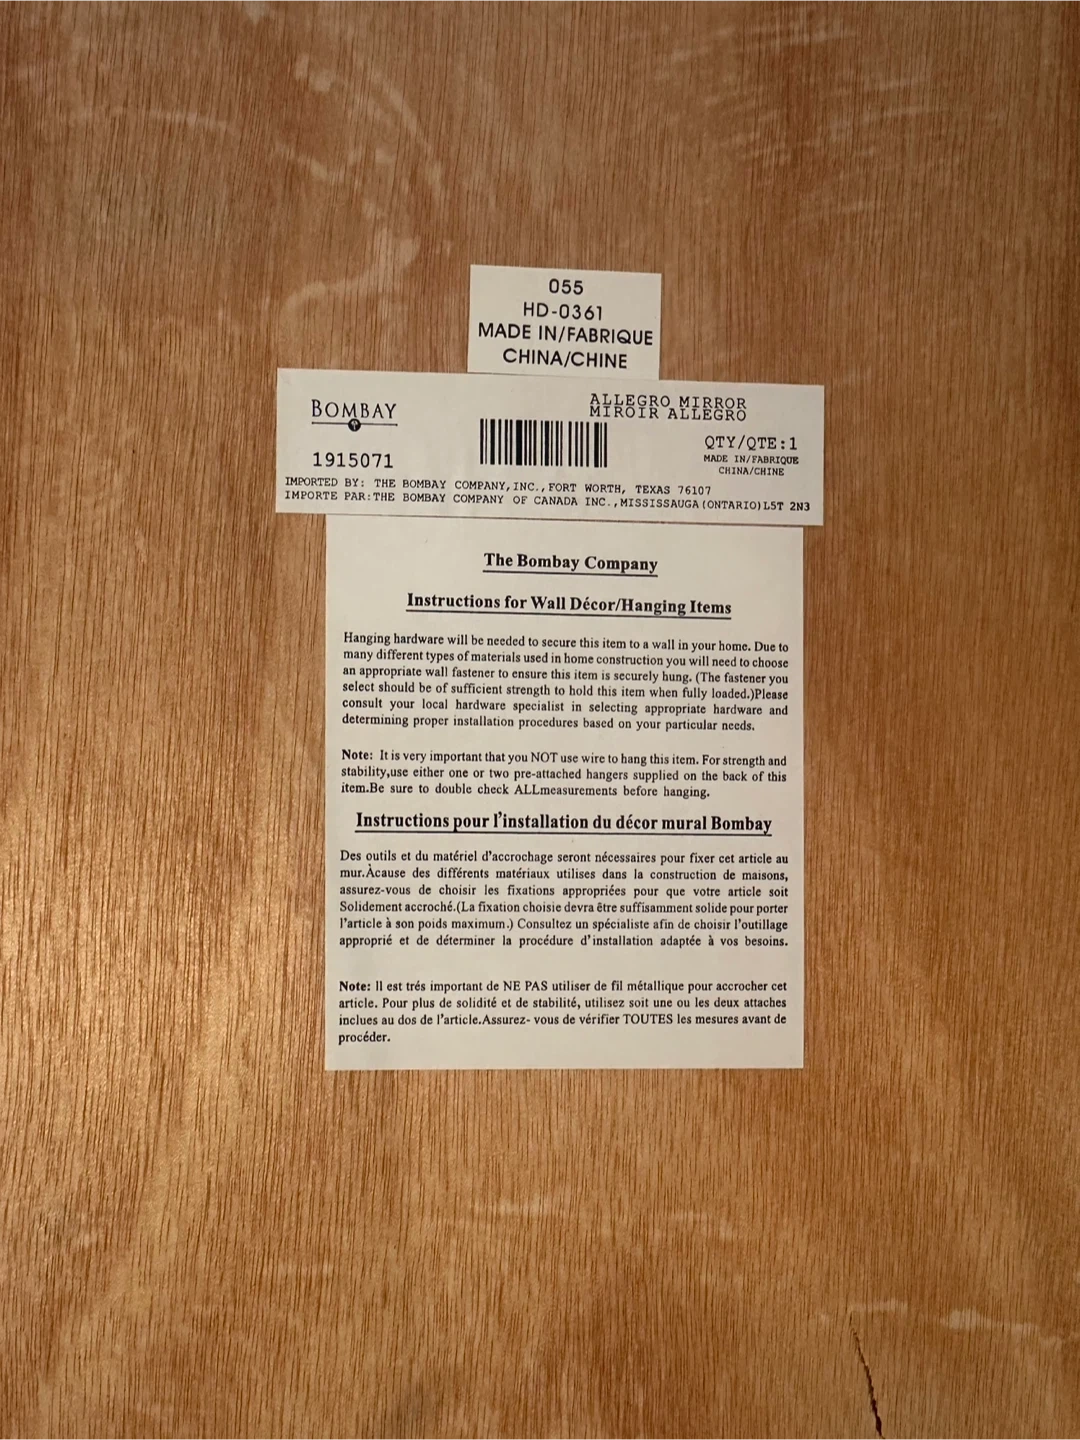 055
HD-0361
MADE IN/FABRIQUE
CHINA/CHINE
BOMBAY
ALLEGRO MIRROR
MIROIR ALLEGRO
1915071
QTY/QTE:1
MADE IN/FABRIQUE
CHINA/CHINE
IMPORTED BY: THE BOMBAY COMPANY,INC.,FORT WORTH, TEXAS 76107
IMPORTE PAR:THE BOMBAY COMPANY OF CANADA INC.,MISSISSAUGA(ONTARIO)L5T 2N3
The Bombay Company
Instructions for Wall Décor/Hanging Items
Hanging hardware will be needed to secure this item to a wall in your home. Due to
many different types of materials used in home construction you will need to choose
an appropriate wall fastener to ensure this item is securely hung. (The fastener you
select should be of sufficient strength to hold this item when fully loaded.)Please
consult your local hardware specialist in selecting appropriate hardware and
determining proper installation procedures based on your particular needs.
Note: It is very important that you NOT use wire to hang this item. For strength and
stability,use either one or two pre-attached hangers supplied on the back of this
item.Be sure to double check ALLmeasurements before hanging.
Instructions pour l'installation du décor mural Bombay
Des outils et du matériel d'accrochage seront nécessaires pour fixer cet article au
mur.Àcause des différents matériaux utilises dans la construction de maisons,
assurez-vous de choisir les fixations appropriées pour que votre article soit
Solidement accroché.(La fixation choisie devra être suffisamment solide pour porter
l'article à son poids maximum.) Consultez un spécialiste afin de choisir l'outillage
approprié et de déterminer la procédure d'installation adaptée à vos besoins.
Note: Il est trés important de NE PAS utiliser de fil métallique pour accrocher cet
article. Pour plus de solidité et de stabilité, utilisez soit une ou les deux attaches
inclues au dos de l'article.Assurez- vous de vérifier TOUTES les mesures avant de
procéder.